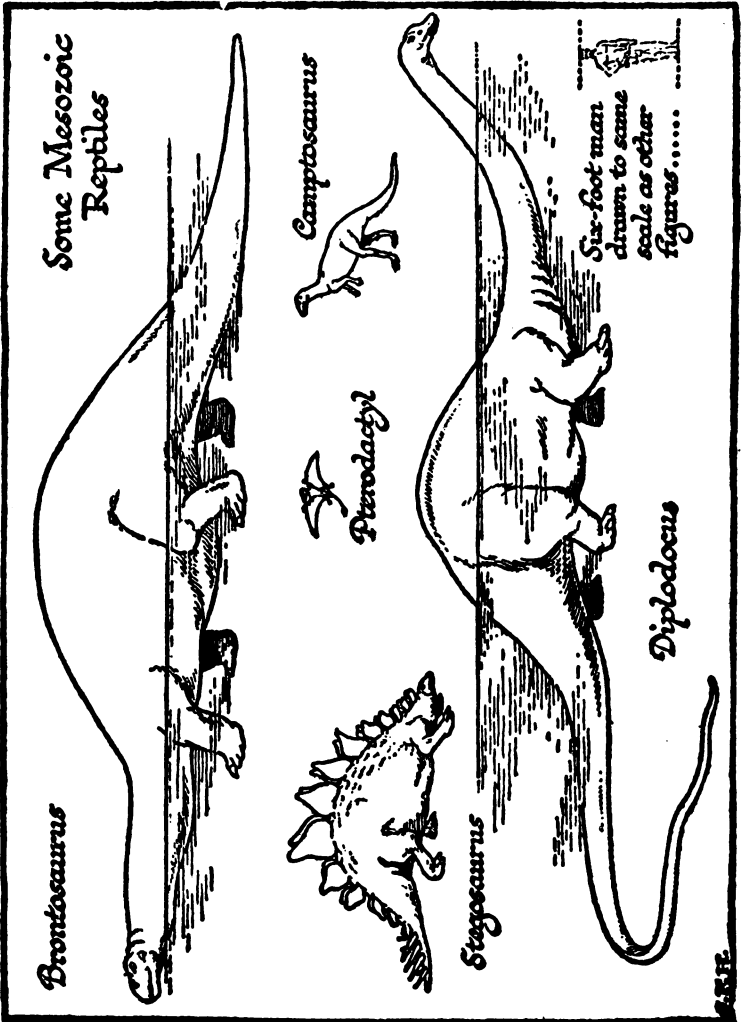 Some Mesozoic
Reptiles
Brontosaurus
Camptosaurus
Pterodactyl
Stegosaurus
Six-foot man
drawn to same
scale as other
figures......
Diplodocus